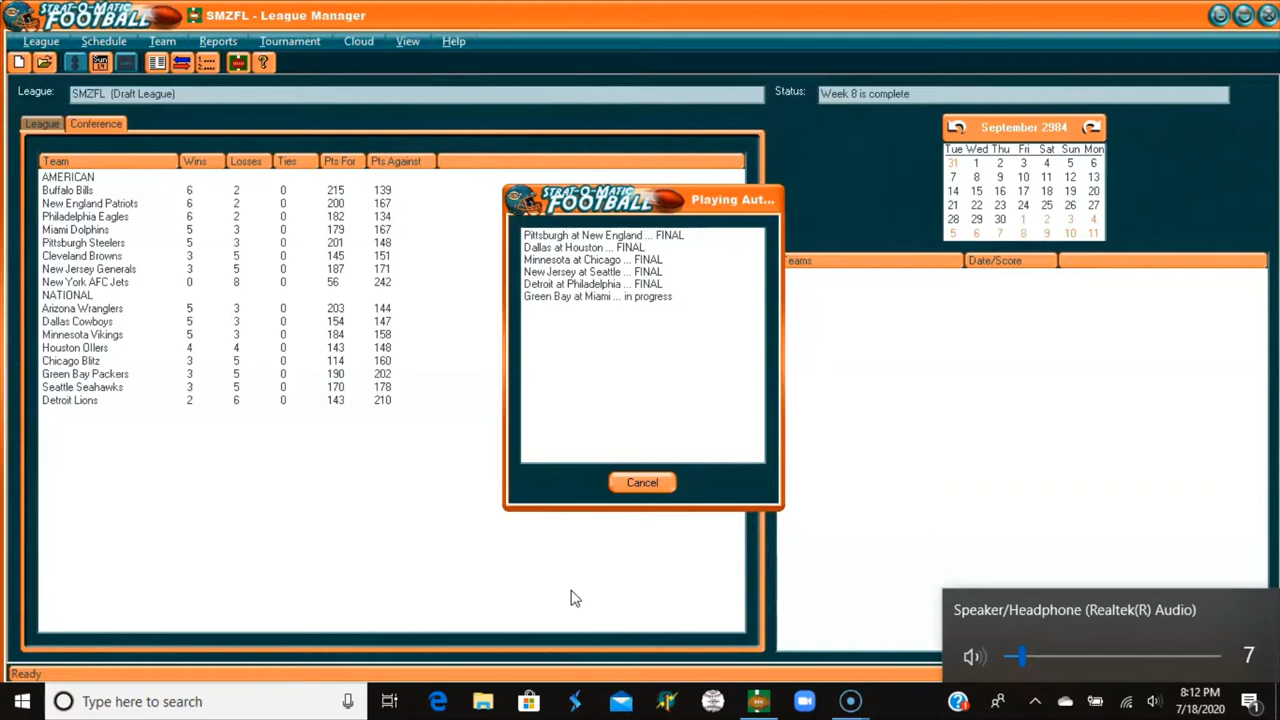 STRAT-O-MATIC FOOTBALL SMZFL - League Manager
League Schedule Team Reports Tournament Cloud View Help
League: SMZFL (Draft League) Status: Week 8 is complete
League Conference
Team Wins Losses Ties Pts For Pts Against
AMERICAN
Buffalo Bills 6 2 0 215 139
New England Patriots 6 2 0 200 167
Philadelphia Eagles 6 2 0 182 134
Miami Dolphins 5 3 0 179 167
Pittsburgh Steelers 5 3 0 201 148
Cleveland Browns 3 5 0 145 151
New Jersey Generals 3 5 0 187 171
New York AFC Jets 0 8 0 56 242
NATIONAL
Arizona Wranglers 5 3 0 203 144
Dallas Cowboys 5 3 0 154 147
Minnesota Vikings 5 3 0 184 158
Houston Oilers 4 4 0 143 148
Chicago Blitz 3 5 0 114 160
Green Bay Packers 3 5 0 190 202
Seattle Seahawks 3 5 0 170 178
Detroit Lions 2 6 0 143 210
STRAT-O-MATIC FOOTBALL Playing Aut...
Pittsburgh at New England ... FINAL
Dallas at Houston ... FINAL
Minnesota at Chicago ... FINAL
New Jersey at Seattle ... FINAL
Detroit at Philadelphia ... FINAL
Green Bay at Miami ... in progress
Cancel
September 2984
Tue Wed Thu Fri Sat Sun Mon
31 1 2 3 4 5 6
7 8 9 10 11 12 13
14 15 16 17 18 19 20
21 22 23 24 25 26 27
28 29 30 1 2 3 4
5 6 7 8 9 10 11
eams Date/Score
Speaker/Headphone (Realtek(R) Audio)
7
Ready
Type here to search
8:12 PM
7/18/2020
1